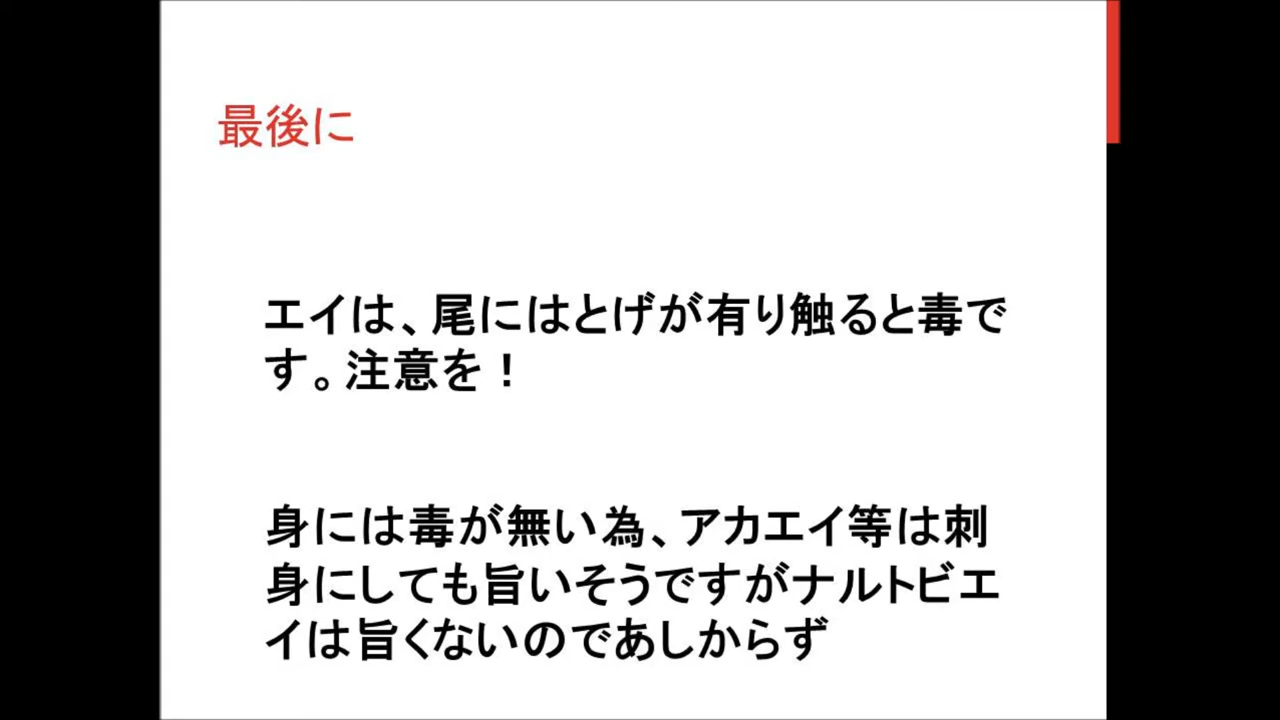 最後に
エイは、尾にはとげが有り触ると毒で
す。注意を！
身には毒が無い為、アカエイ等は刺
身にしても旨いそうですがナルトビエ
イは旨くないのであしからず